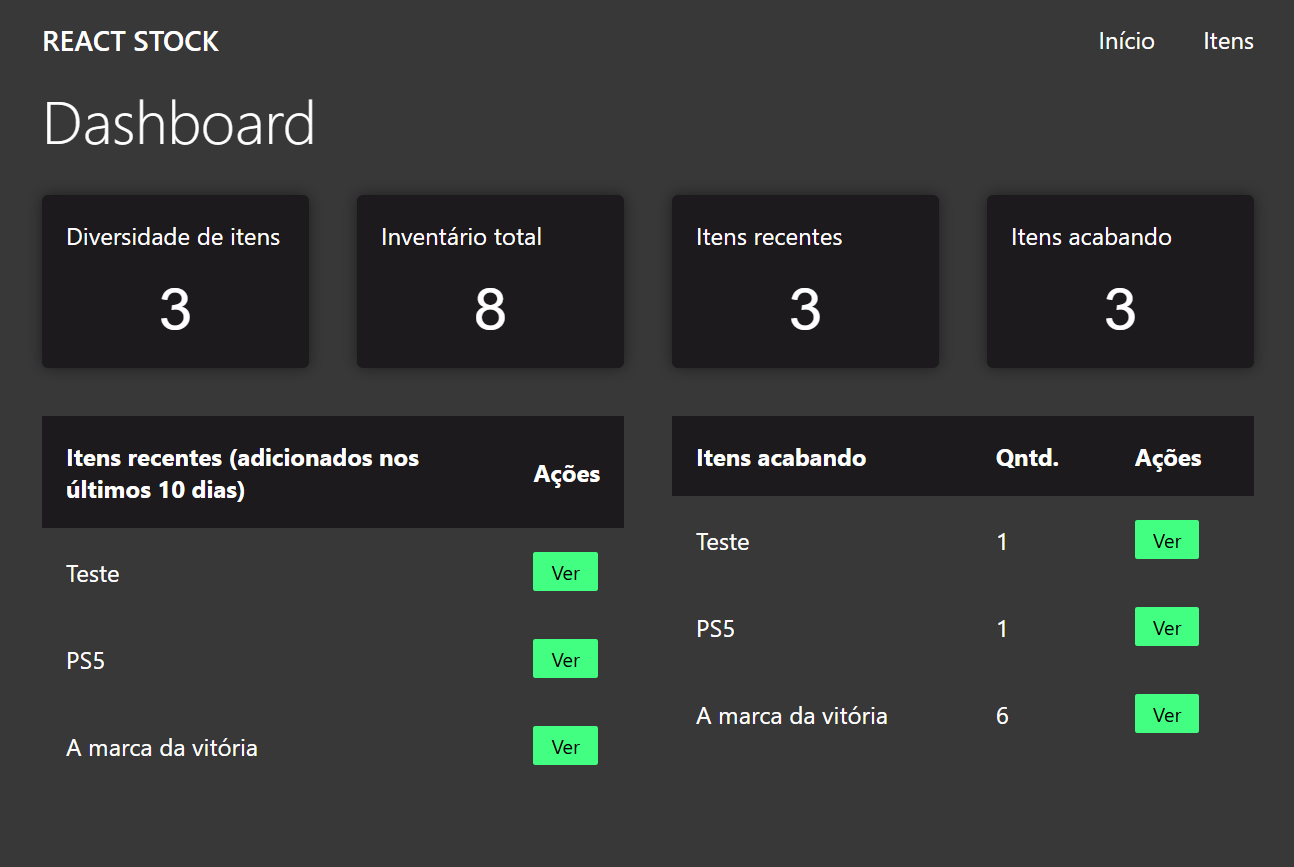 REACT STOCK
Início Itens
Dashboard
Diversidade de itens
3
Inventário total
8
Itens recentes
3
Itens acabando
3
Itens recentes (adicionados nos
últimos 10 dias)
Ações
Teste Ver
PS5 Ver
A marca da vitória Ver
Itens acabando Qntd. Ações
Teste 1 Ver
PS5 1 Ver
A marca da vitória 6 Ver